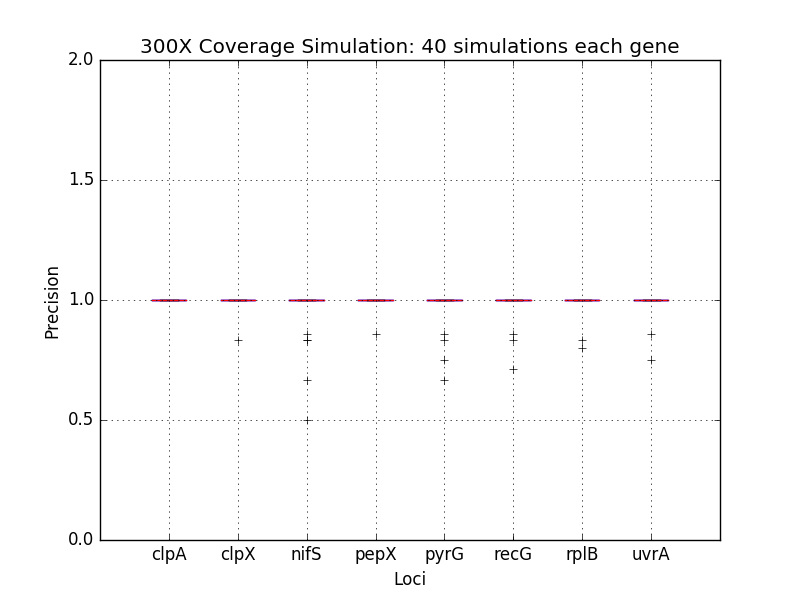 300X Coverage Simulation: 40 simulations each gene
2.0
1.5
1.0
0.5
0.0
Precision
clpA clpX nifS pepX pyrG recG rplB uvrA
Loci